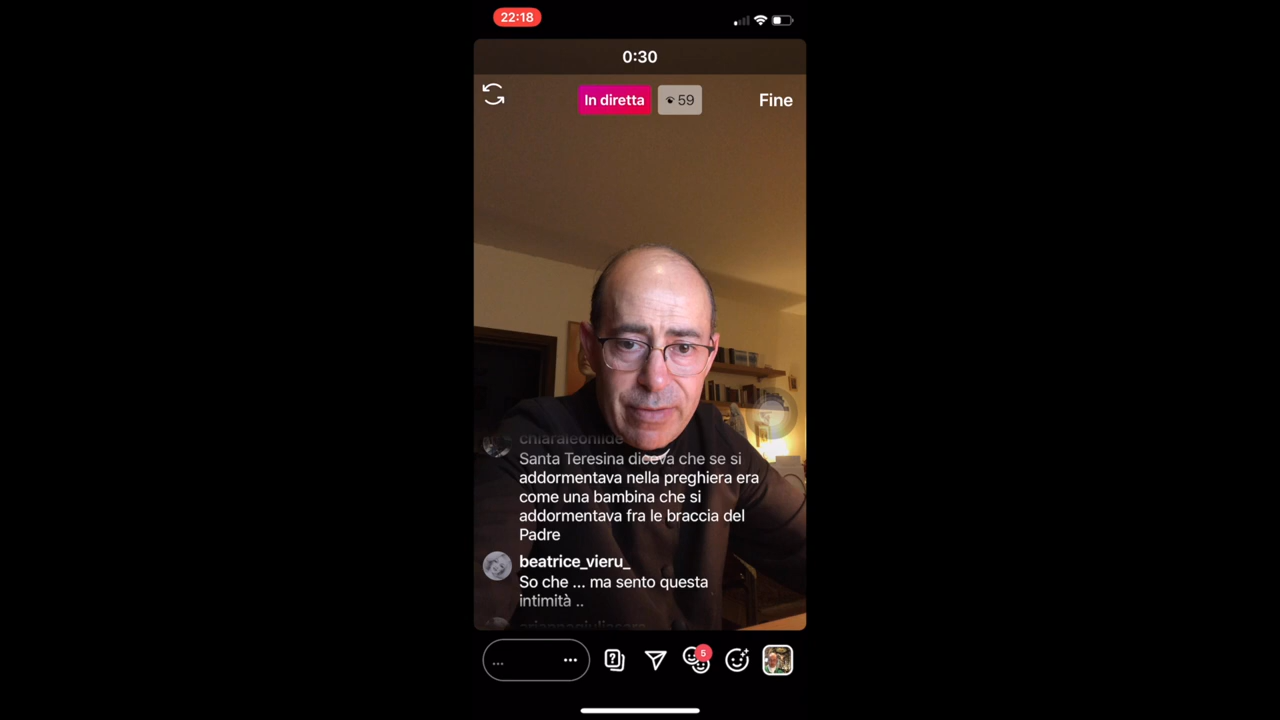 22:18
0:30
In diretta
59
Fine
chiaraleonilde
Santa Teresina diceva che se si
addormentava nella preghiera era
come una bambina che si
addormentava fra le braccia del
Padre
beatrice_vieru_
So che ... ma sento questa
intimità ..
...
5